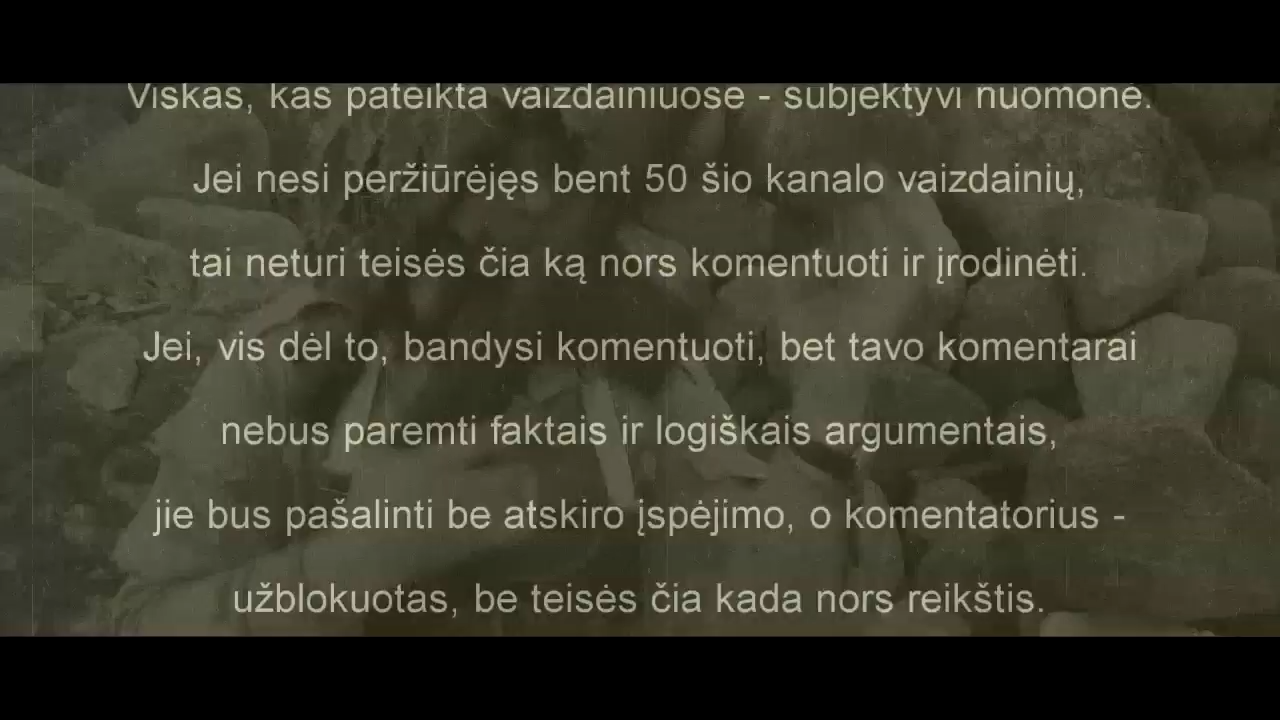 Viskas, kas pateikta vaizdainiuose - subjektyvi nuomonė.
Jei nesi peržiūrėjęs bent 50 šio kanalo vaizdainių,
tai neturi teisės čia ką nors komentuoti ir įrodinėti.
Jei, vis dėl to, bandysi komentuoti, bet tavo komentarai
nebus paremti faktais ir logiškais argumentais,
jie bus pašalinti be atskiro įspėjimo, o komentatorius -
užblokuotas, be teisės čia kada nors reikštis.